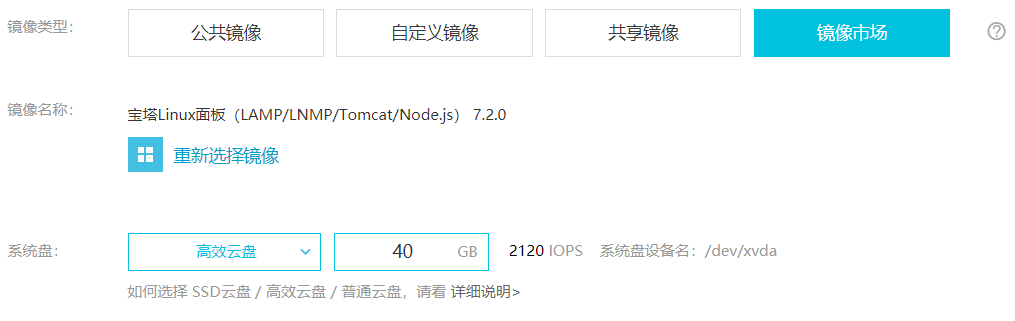 镜像类型： 公共镜像 自定义镜像 共享镜像 镜像市场 ?
镜像名称： 宝塔Linux面板（LAMP/LNMP/Tomcat/Node.js） 7.2.0
重新选择镜像
系统盘： 高效云盘 40 GB 2120 IOPS 系统盘设备名：/dev/xvda
如何选择 SSD云盘 / 高效云盘 / 普通云盘，请看 详细说明>